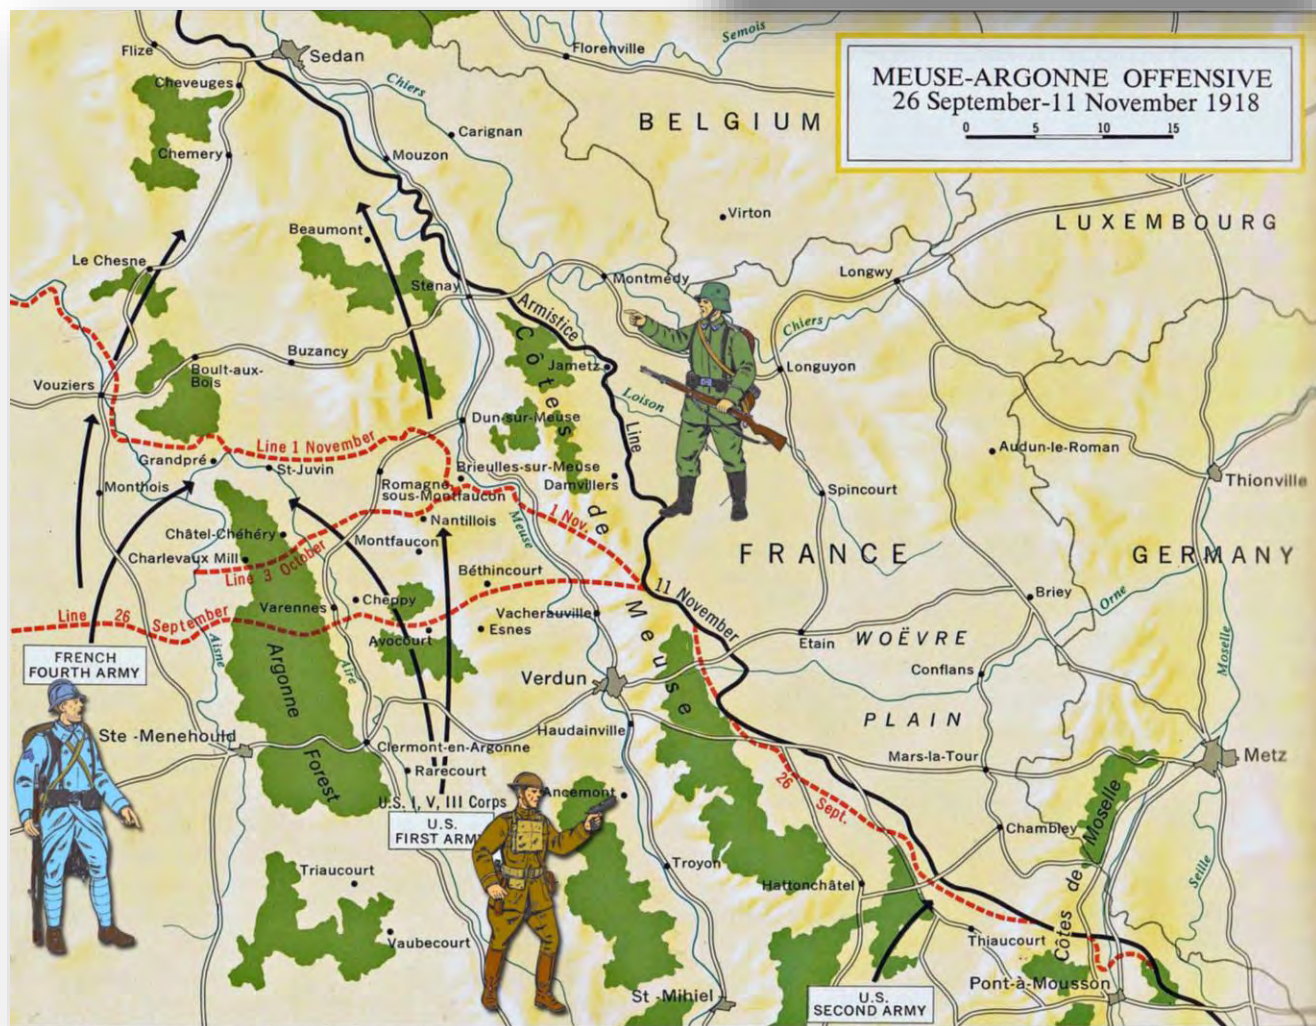 MEUSE-ARGONNE OFFENSIVE
26 September-11 November 1918
0 5 10 15
Semois
Flize
Sedan
Florenville
Cheveuges
Chiers
BELGIUM
Carignan
Chemery
Mouzon
Virton
LUXEMBOURG
Beaumont
Le Chesne
Montmédy
Longwy
Stenay
Armistice
Line
Chiers
Côtes de Meuse
Buzancy
Boult-aux-
Bois
Jametz
Longuyon
Vouziers
Loison
Dun-sur-Meuse
Line 1 November
Audun-le-Roman
Grandpré
St-Juvin
Brieulles-sur-Meuse
Thionville
Monthois
Romagne-
sous-Montfaucon
Damvillers
Spincourt
Nantillois
Meuse
1 Nov.
Châtel-Chéhéry
Montfaucon
FRANCE
GERMANY
Charlevaux Mill
Line 3 October
Béthincourt
11 November
Briey
Orne
Line 26 September
Varennes
Cheppy
Vacherauville
Esnes
Avocourt
Etain
WOËVRE
PLAIN
Moselle
Aisne
Aire
FRENCH
FOURTH ARMY
Argonne
Forest
Verdun
Conflans
Haudainville
Ste-Menehould
Clermont-en-Argonne
Mars-la-Tour
Metz
Rarecourt
26 Sept.
Ancemont
U.S. I, V, III Corps
U.S.
FIRST ARMY
Chambley
Côtes de Moselle
Troyon
Triaucourt
Hattonchâtel
Seille
Vaubecourt
Thiaucourt
Pont-à-Mousson
St-Mihiel
U.S.
SECOND ARMY